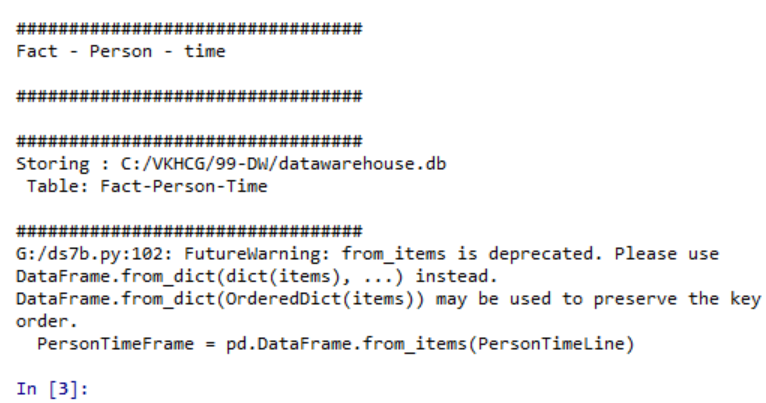 #################################
Fact - Person - time
#################################
#################################
Storing : C:/VKHCG/99-DW/datawarehouse.db
Table: Fact-Person-Time
#################################
G:/ds7b.py:102: FutureWarning: from_items is deprecated. Please use
DataFrame.from_dict(dict(items), ...) instead.
DataFrame.from_dict(OrderedDict(items)) may be used to preserve the key
order.
PersonTimeFrame = pd.DataFrame.from_items(PersonTimeLine)
In [3]: